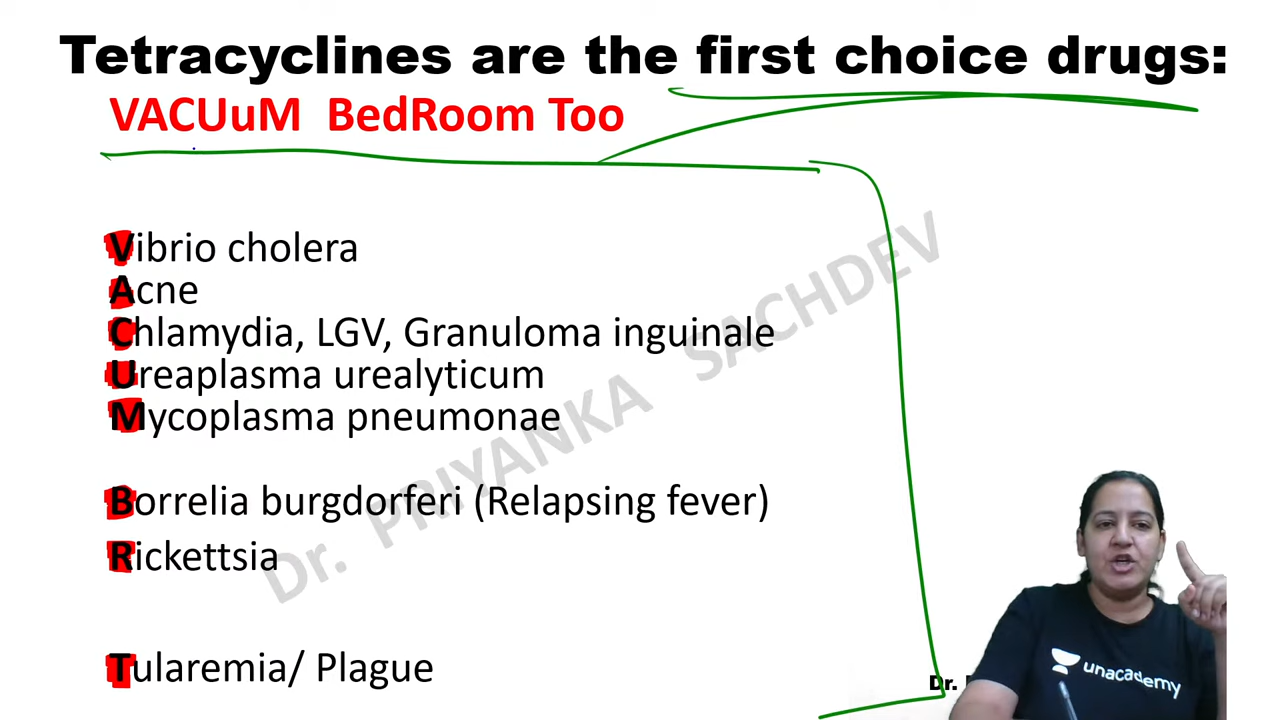 Tetracyclines are the first choice drugs:
VACUuM BedRoom Too
Vibrio cholera
Acne
Chlamydia, LGV, Granuloma inguinale
Ureaplasma urealyticum
Mycoplasma pneumonae
Borrelia burgdorferi (Relapsing fever)
Rickettsia
Tularemia/ Plague
Dr. PRIYANKA SACHDEV
Dr.
unacademy